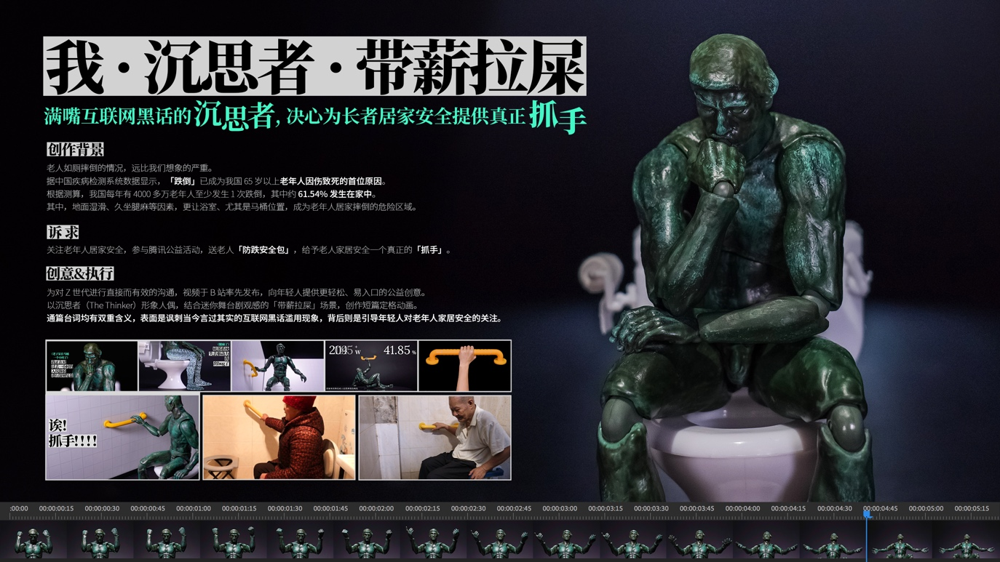 我·沉思者·带薪拉屎
满嘴互联网黑话的沉思者, 决心为长者居家安全提供真正抓手
创作背景
老人如厕摔倒的情况，远比我们想象的严重。
据中国疾病检测系统数据显示，「跌倒」已成为我国 65 岁以上老年人因伤致死的首位原因。
根据测算，我国每年有 4000 多万老年人至少发生 1 次跌倒，其中约 61.54% 发生在家中。
其中，地面湿滑、久坐腿麻等因素，更让浴室、尤其是马桶位置，成为老年人居家摔倒的危险区域。
诉求
关注老年人居家安全，参与腾讯公益活动，送老人「防跌安全包」，给予老人家居安全一个真正的「抓手」。
创意&执行
为对 Z 世代进行直接而有效的沟通，视频于 B 站率先发布，向年轻人提供更轻松、易入口的公益创意。
以沉思者（The Thinker）形象人偶，结合迷你舞台剧观感的「带薪拉屎」场景，创作短篇定格动画。
通篇台词均有双重含义，表面是讽刺当今言过其实的互联网黑话滥用现象，背后则是引导年轻人对老年人家居安全的关注。
41.85 %
诶!
抓手!!!!
:00:00 00:00:00:15 00:00:00:30 00:00:00:45 00:00:01:00 00:00:01:15 00:00:01:30 00:00:01:45 00:00:02:00 00:00:02:15 00:00:02:30 00:00:02:45 00:00:03:00 00:00:03:15 00:00:03:30 00:00:03:45 00:00:04:00 00:00:04:15 00:00:04:30 00:00:04:45 00:00:05:00 00:00:05:15